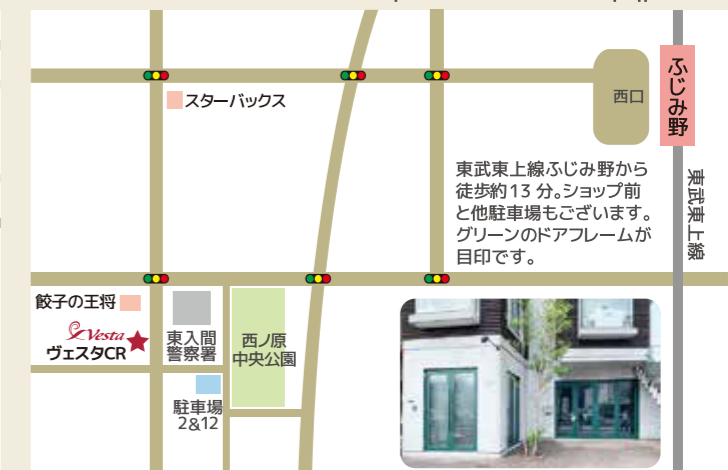 スターバックス
西口
ふじみ野
東武東上線
東武東上線ふじみ野から
徒歩約13 分。ショップ前
と他駐車場もございます。
グリーンのドアフレームが
目印です。
餃子の王将
Vesta
ヴェスタCR
東入間
警察署
西ノ原
中央公園
駐車場
2&12